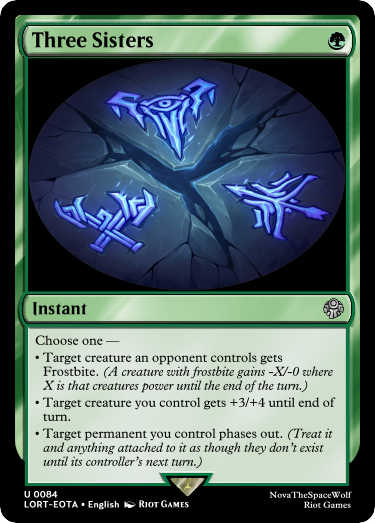 Three Sisters
Instant
Choose one —
• Target creature an opponent controls gets
Frostbite. (A creature with frostbite gains -X/-0 where
X is that creatures power until the end of the turn.)
• Target creature you control gets +3/+4 until end of
turn.
• Target permanent you control phases out. (Treat it
and anything attached to it as though they don't exist
until its controller's next turn.)
U 0084
NovaTheSpaceWolf
LORT-EOTA • English RIOT GAMES
Riot Games